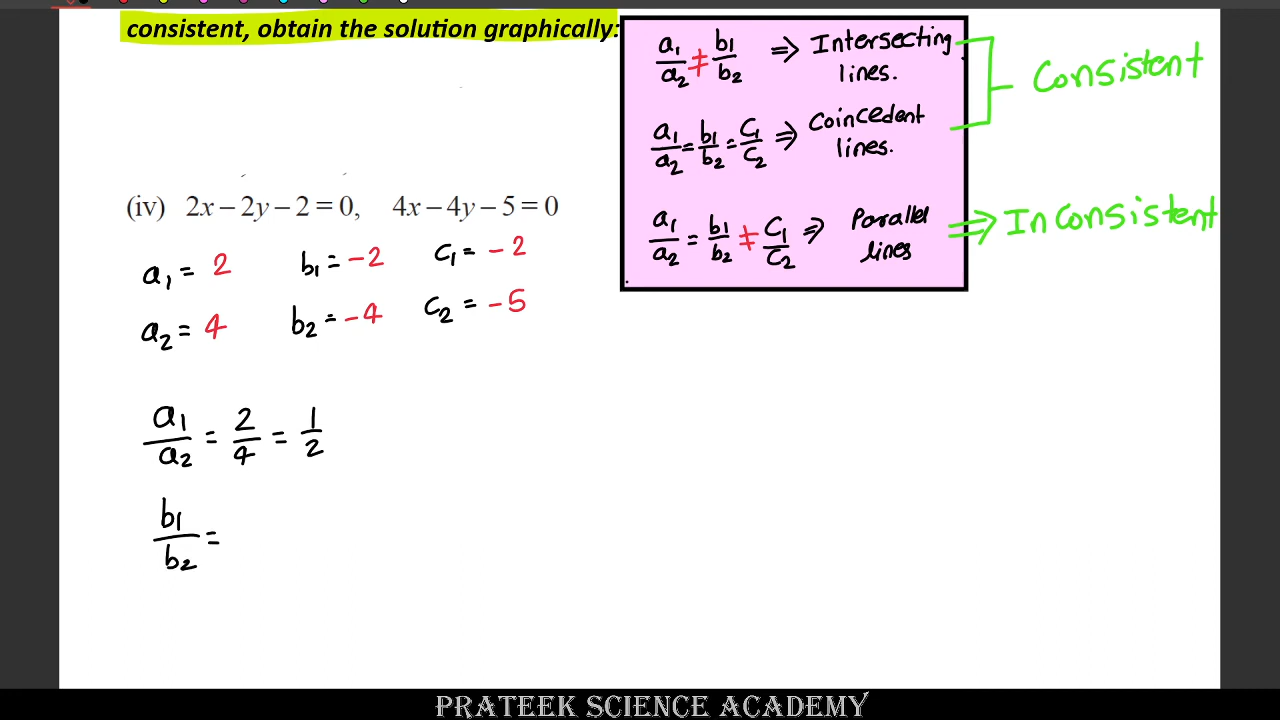 consistent, obtain the solution graphically:
a1/a2 ≠ b1/b2 ⇒ Intersecting
lines.
Consistent
a1/a2 = b1/b2 = C1/C2 ⇒ Coincedent
lines.
a1/a2 = b1/b2 ≠ C1/C2 ⇒ Parallel
lines
⇒ InConsistent
(iv) 2x – 2y – 2 = 0, 4x – 4y – 5 = 0
a1 = 2 b1 = -2 C1 = -2
a2 = 4 b2 = -4 C2 = -5
a1/a2 = 2/4 = 1/2
b1/b2 =
PRATEEK SCIENCE ACADEMY